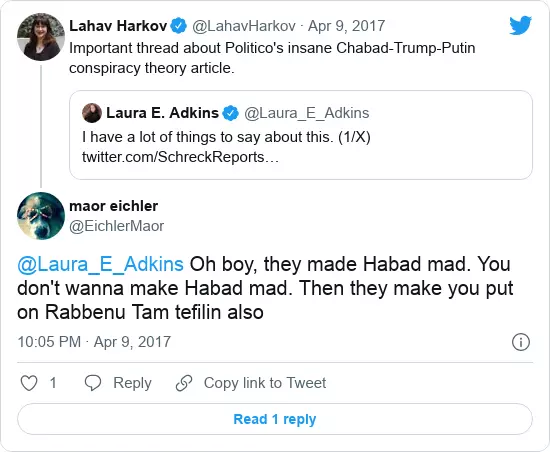 Lahav Harkov @LahavHarkov · Apr 9, 2017
Important thread about Politico's insane Chabad-Trump-Putin
conspiracy theory article.
Laura E. Adkins @Laura_E_Adkins
I have a lot of things to say about this. (1/X)
twitter.com/SchreckReports…
maor eichler
@EichlerMaor
@Laura_E_Adkins Oh boy, they made Habad mad. You
don't wanna make Habad mad. Then they make you put
on Rabbenu Tam tefilin also
10:05 PM · Apr 9, 2017
1 Reply Copy link to Tweet
Read 1 reply